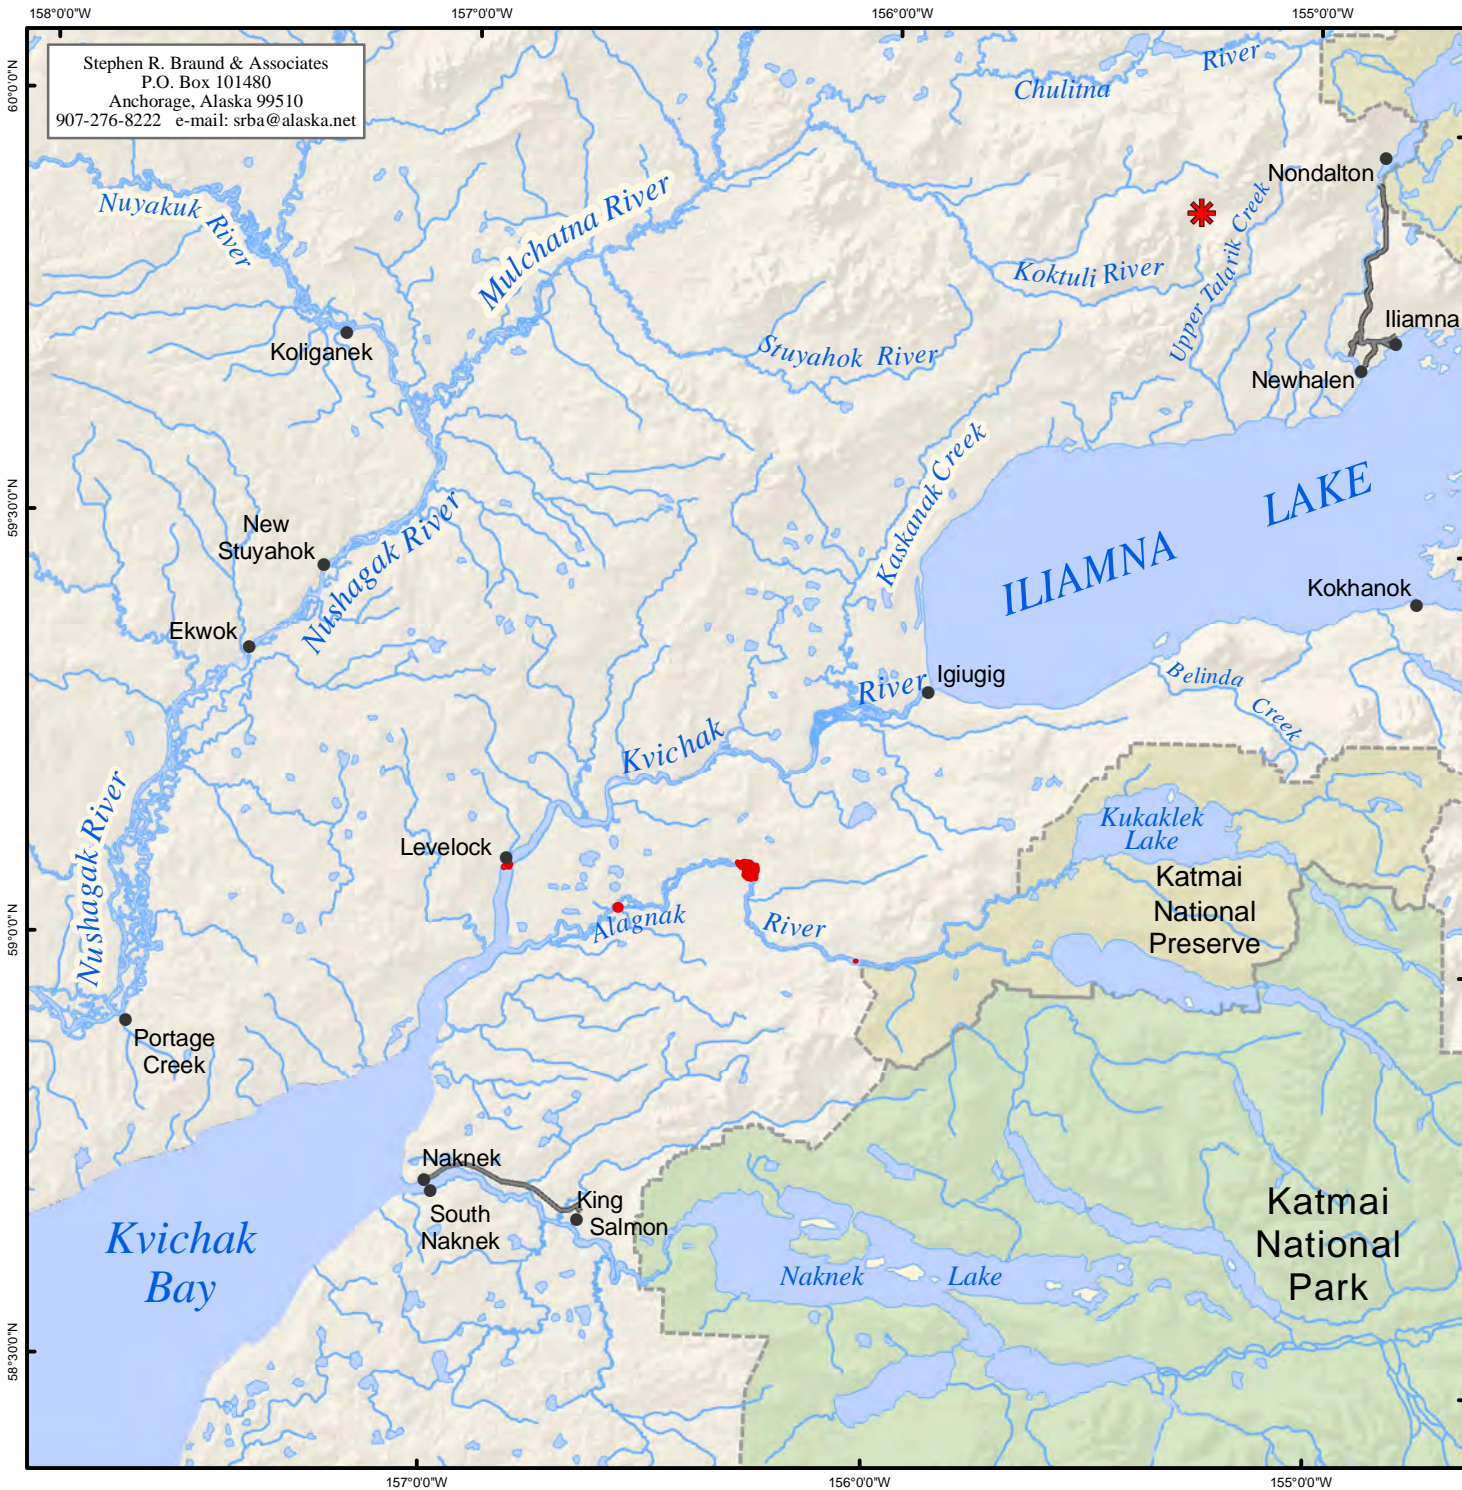 158°0'0"W
157°0'0"W
156°0'0"W
155°0'0"W
60°0'0"N
Stephen R. Braund & Associates
P.O. Box 101480
Anchorage, Alaska 99510
907-276-8222 e-mail: srba@alaska.net
Chulitna River
Nondalton
Nuyakuk River
Mulchatna River
Upper Talarik Creek
Koktuli River
Iliamna
Koliganek
Stuyahok River
Newhalen
Kaskanak Creek
59°30'0"N
ILIAMNA LAKE
New
Stuyahok
Nushagak River
Kokhanok
Ekwok
Igiugig
Belinda Creek
Kvichak River
Nushagak River
Levelock
Kukaklek
Lake
Katmai
National
Preserve
59°0'0"N
Alagnak River
Portage
Creek
Naknek
South
Naknek
King
Salmon
Katmai
National
Park
Kvichak
Bay
Naknek Lake
58°30'0"N
157°0'0"W
156°0'0"W
155°0'0"W